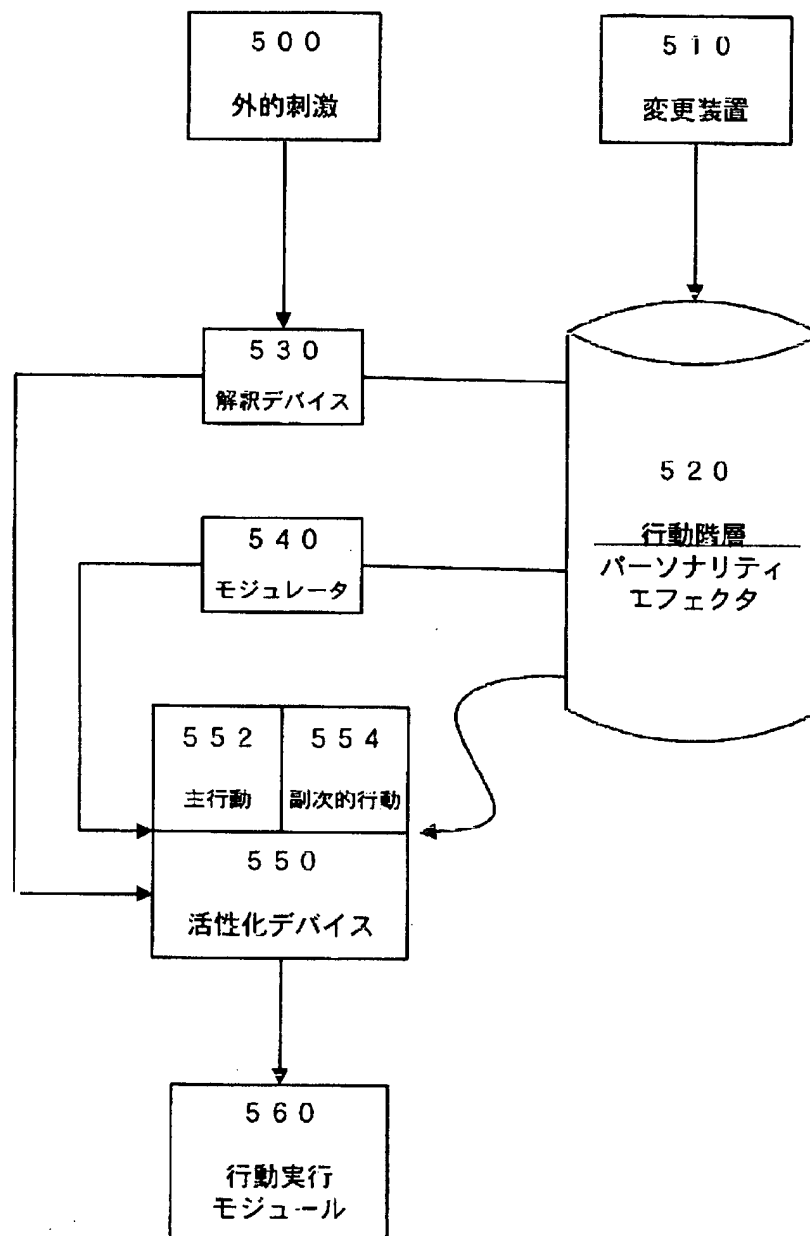 ５００
外的刺激
５１０
変更装置
５３０
解釈デバイス
５２０
行動階層
パーソナリティ
エフェクタ
５４０
モジュレータ
５５２
主行動
５５４
副次的行動
５５０
活性化デバイス
５６０
行動実行
モジュール